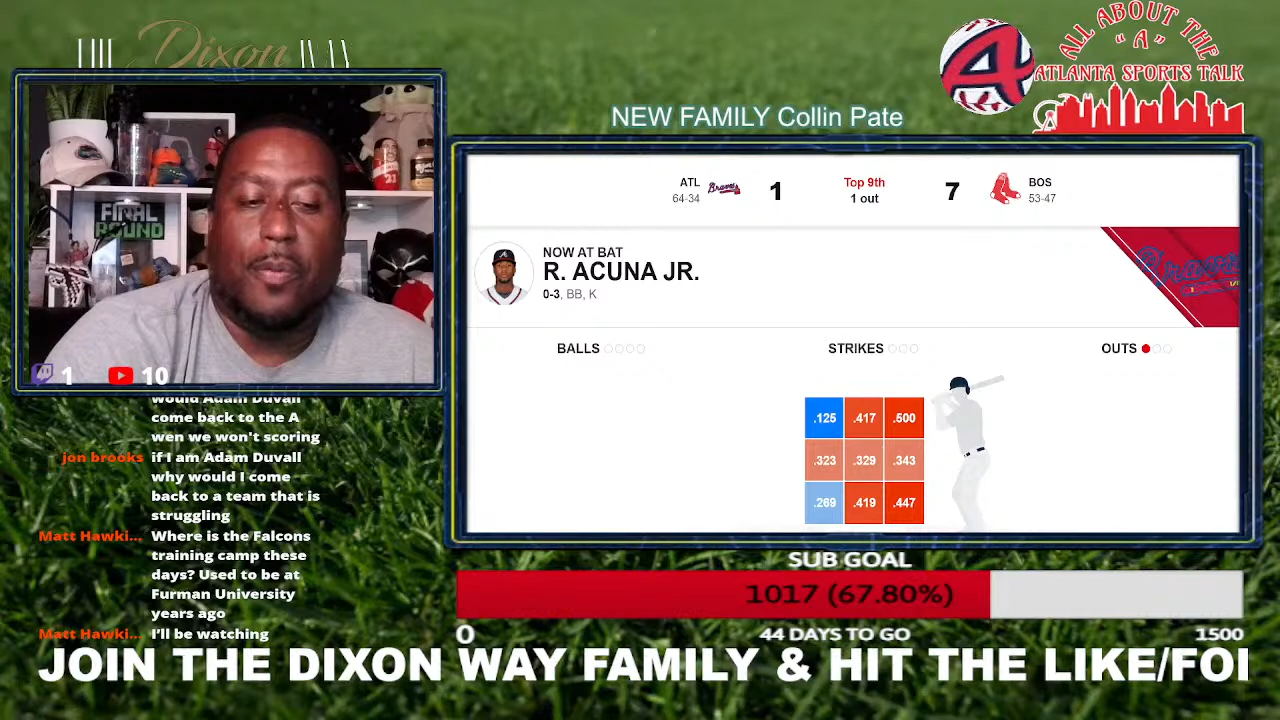 Dixon
ALL ABOUT THE
"A"
ATLANTA SPORTS TALK
NEW FAMILY Collin Pate
FINAL
ROUND
ATL
64-34
Braves
1
Top 9th
1 out
7
BOS
53-47
NOW AT BAT
R. ACUNA JR.
0-3, BB, K
Braves
BALLS
STRIKES
OUTS
.125 .417 .500
.323 .329 .343
.269 .419 .447
1
10
would Adam Duvall
come back to the A
wen we won't scoring
jon brooks if I am Adam Duvall
why would I come
back to a team that is
struggling
Matt Hawki... Where is the Falcons
training camp these
days? Used to be at
Furman University
years ago
Matt Hawki... I'll be watching
SUB GOAL
1017 (67.80%)
0
44 DAYS TO GO
1500
JOIN THE DIXON WAY FAMILY & HIT THE LIKE/FOI